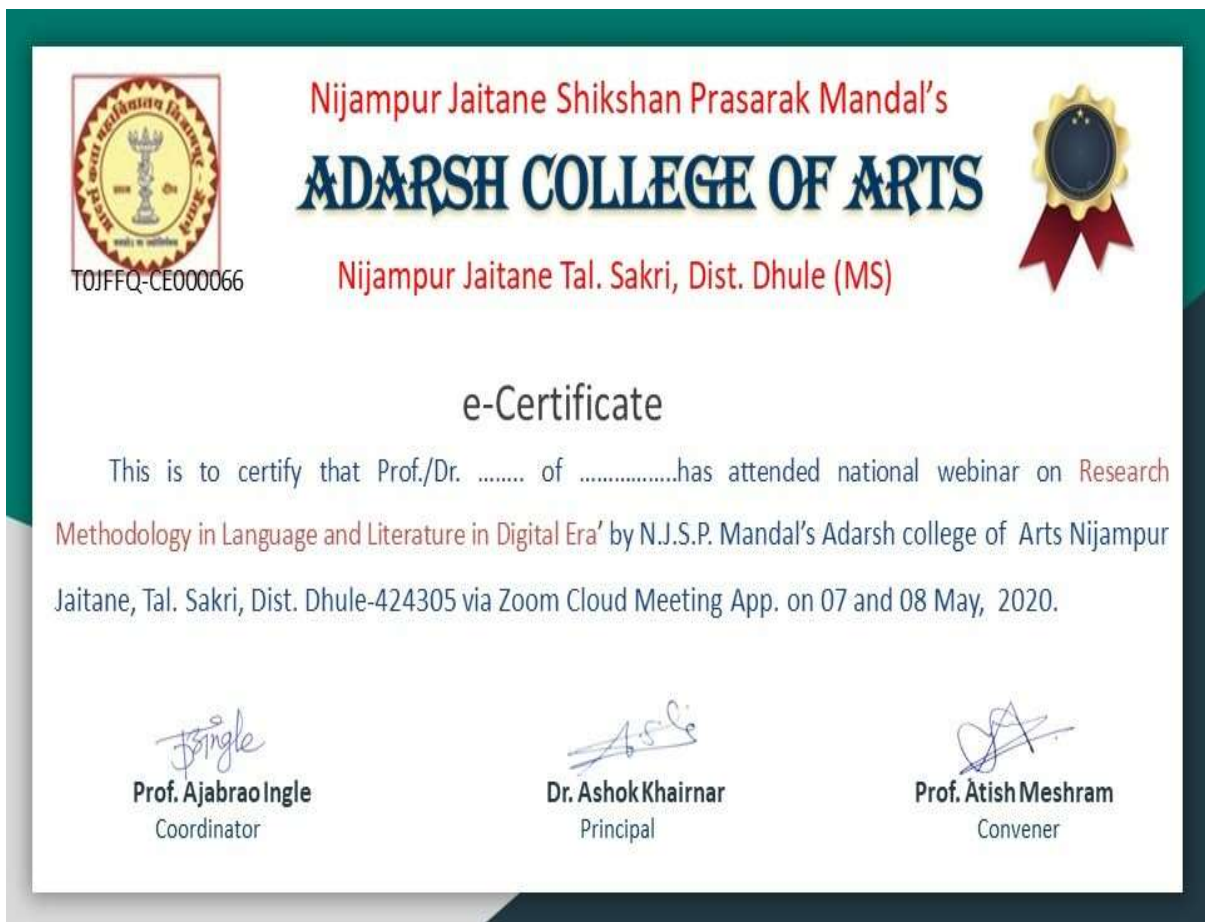 Nijampur Jaitane Shikshan Prasarak Mandal's
ADARSH COLLEGE OF ARTS
T0JFFQ-CE000066
Nijampur Jaitane Tal. Sakri, Dist. Dhule (MS)
e-Certificate
This is to certify that Prof./Dr. ........ of .................has attended national webinar on Research
Methodology in Language and Literature in Digital Era' by N.J.S.P. Mandal's Adarsh college of Arts Nijampur
Jaitane, Tal. Sakri, Dist. Dhule-424305 via Zoom Cloud Meeting App. on 07 and 08 May, 2020.
Prof. Ajabrao Ingle
Coordinator
Dr. Ashok Khairnar
Principal
Prof. Atish Meshram
Convener